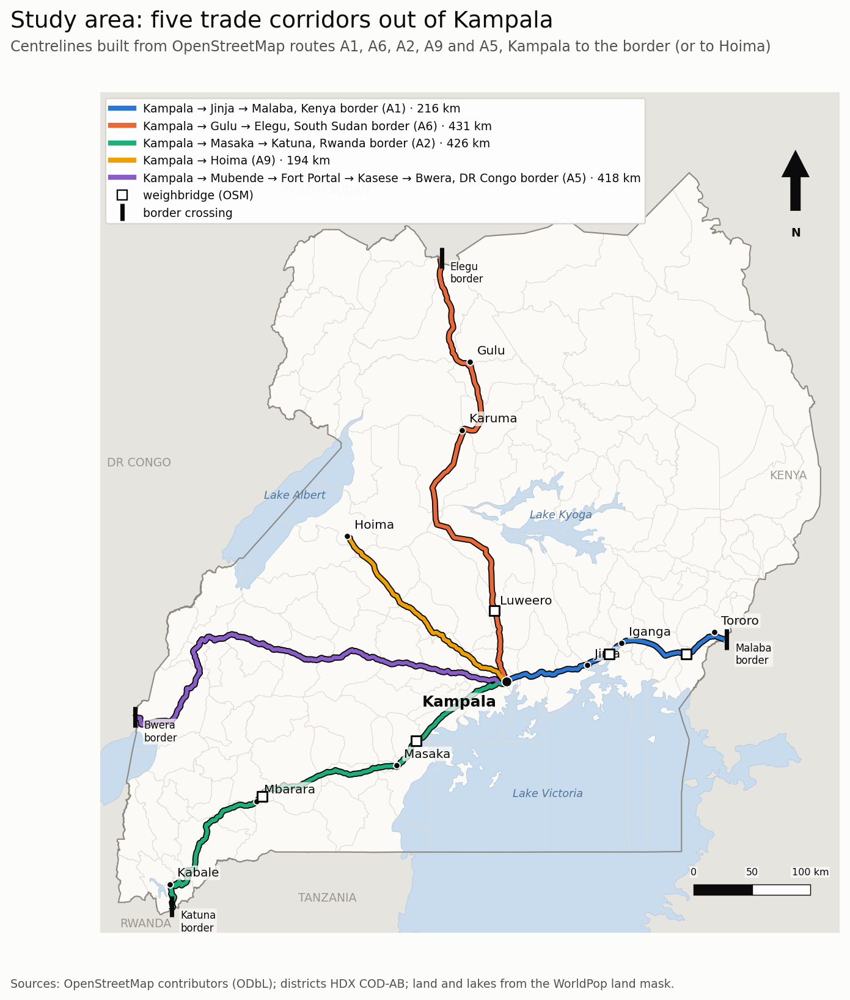 Study area: five trade corridors out of Kampala
Centrelines built from OpenStreetMap routes A1, A6, A2, A9 and A5, Kampala to the border (or to Hoima)
Kampala → Jinja → Malaba, Kenya border (A1) · 216 km
Kampala → Gulu → Elegu, South Sudan border (A6) · 431 km
Kampala → Masaka → Katuna, Rwanda border (A2) · 426 km
Kampala → Hoima (A9) · 194 km
Kampala → Mubende → Fort Portal → Kasese → Bwera, DR Congo border (A5) · 418 km
SOUTH SUDAN
weighbridge (OSM)
border crossing
N
Elegu
border
Gulu
Karuma
DR CONGO
KENYA
Lake Albert
Lake Kyoga
Hoima
Luweero
Tororo
Iganga
Jinja
Malaba
border
Kampala
Bwera
border
Masaka
Mbarara
Lake Victoria
Kabale
0 50 100 km
TANZANIA
RWANDA
Katuna
border
Sources: OpenStreetMap contributors (ODbL); districts HDX COD-AB; land and lakes from the WorldPop land mask.